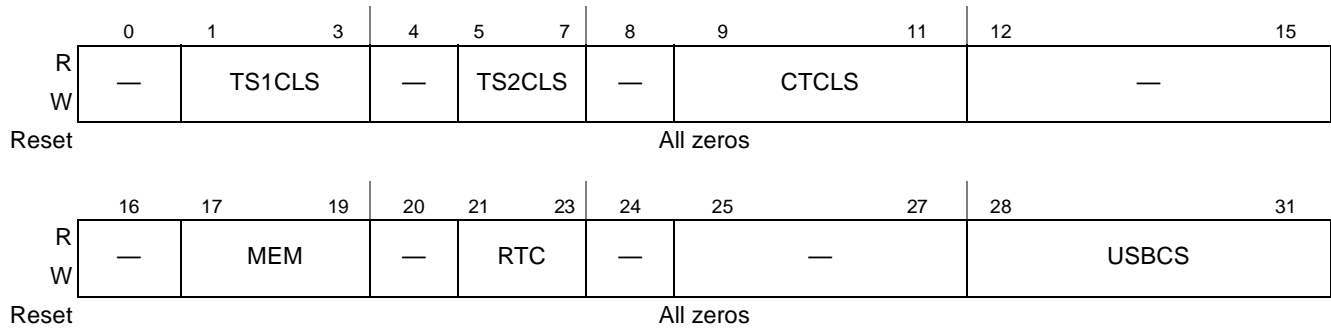 0 1 3 4 5 7 8 9 11 12 15
R
W
— TS1CLS — TS2CLS — CTCLS —
Reset All zeros
16 17 19 20 21 23 24 25 27 28 31
R
W
— MEM — RTC — — USBCS
Reset All zeros